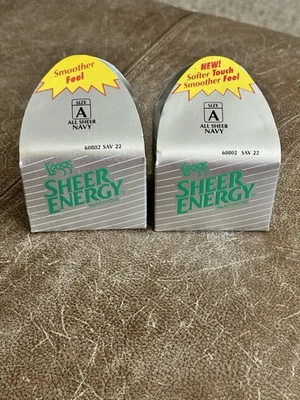 Smoother
Feel
SIZE
A
ALL SHEER
NAVY
60802 SAV 22
L'eggs
SHEER
ENERGY
NEW!
Softer Touch
Smoother Feel
SIZE
A
ALL SHEER
NAVY
60802 SAV 22
L'eggs
SHEER
ENERGY